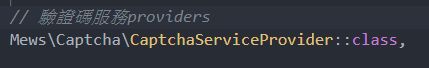 // 驗證碼服務providers
Mews\Captcha\CaptchaServiceProvider::class,